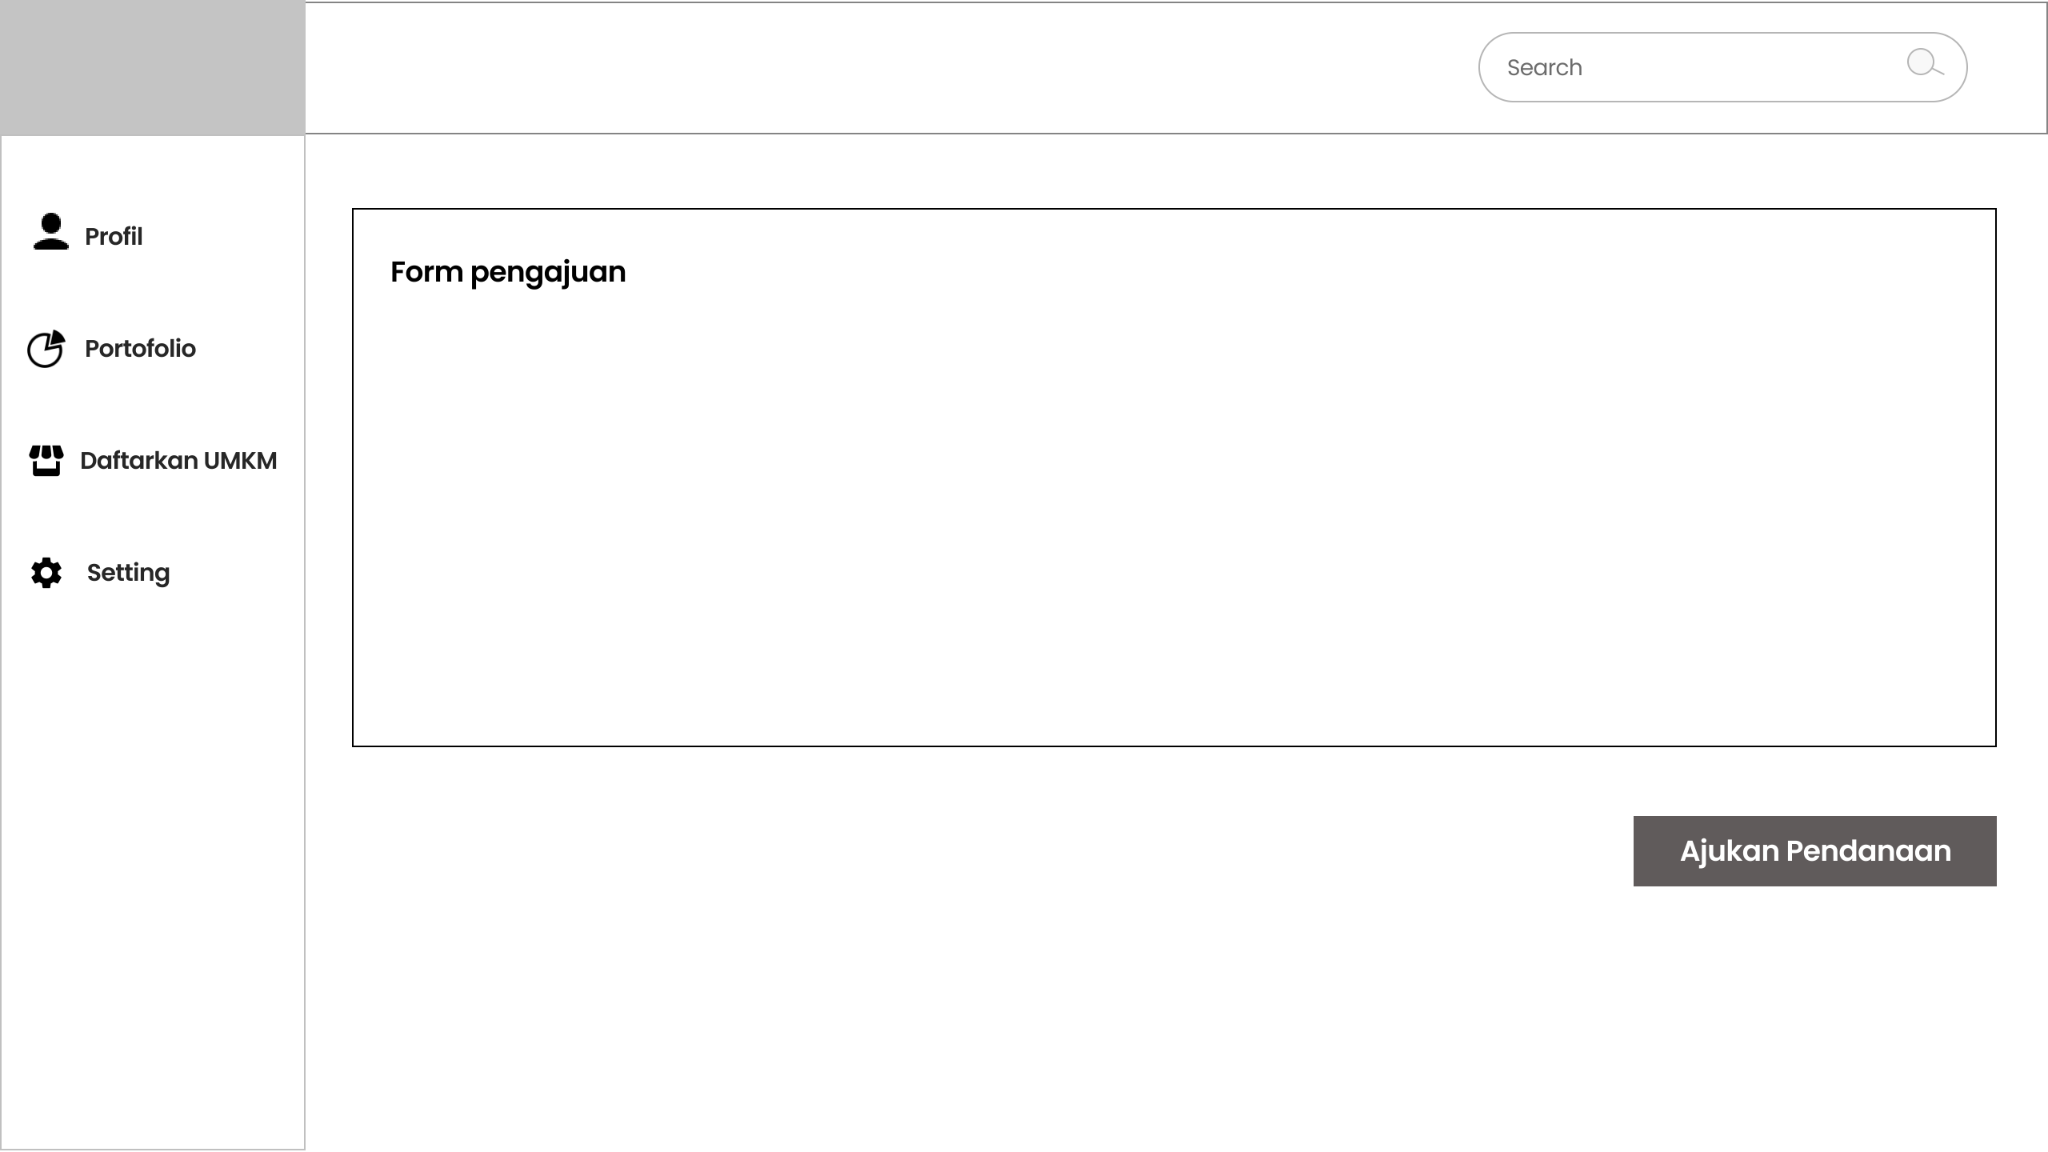 Search
Profil
Portofolio
Daftarkan UMKM
Setting
Form pengajuan
Ajukan Pendanaan